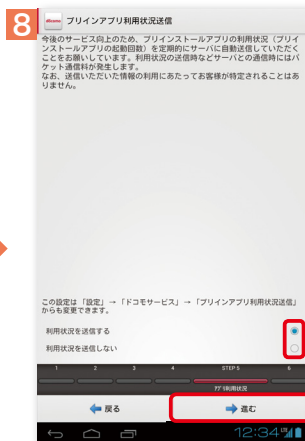 8
docomo プリインアプリ利用状況送信
今後のサービス向上のため、プリインストールアプリの利用状況（プリイ
ンストールアプリの起動回数）を定期的にサーバに自動送信していただく
ことをお願いしています。利用状況の送信時などサーバとの通信時にはパ
ケット通信料が発生します。
なお、送信いただいた情報の利用にあたってお客様が特定されることはあ
りません。
この設定は「設定」→「ドコモサービス」→「プリインアプリ利用状況送信」
からも変更できます。
利用状況を送信する
利用状況を送信しない
1 2 3 4 STEP 5 6
ｱﾌﾟﾘ利用状況
戻る 進む
12:34